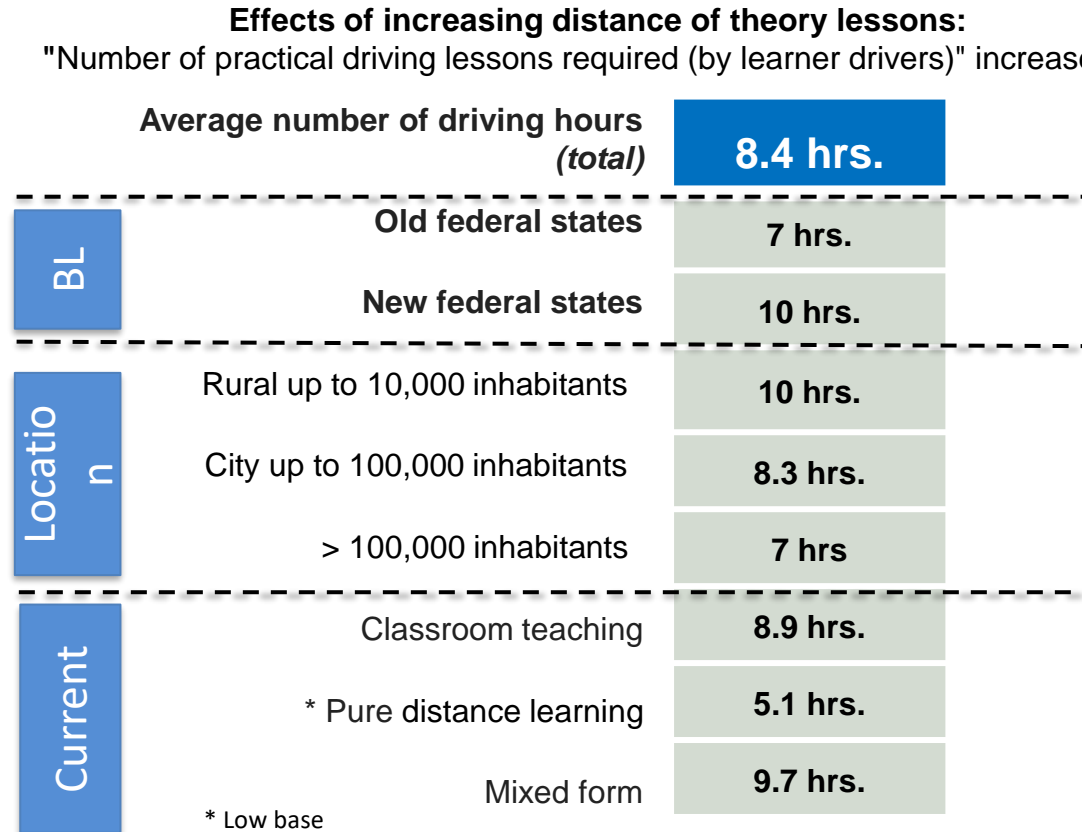 Effects of increasing distance of theory lessons:
"Number of practical driving lessons required (by learner drivers)" increase
Average number of driving hours
(total)
8.4 hrs.
BL
Old federal states
7 hrs.
New federal states
10 hrs.
Locatio
n
Rural up to 10,000 inhabitants
10 hrs.
City up to 100,000 inhabitants
8.3 hrs.
> 100,000 inhabitants
7 hrs
Current
Classroom teaching
8.9 hrs.
* Pure distance learning
5.1 hrs.
Mixed form
9.7 hrs.
* Low base